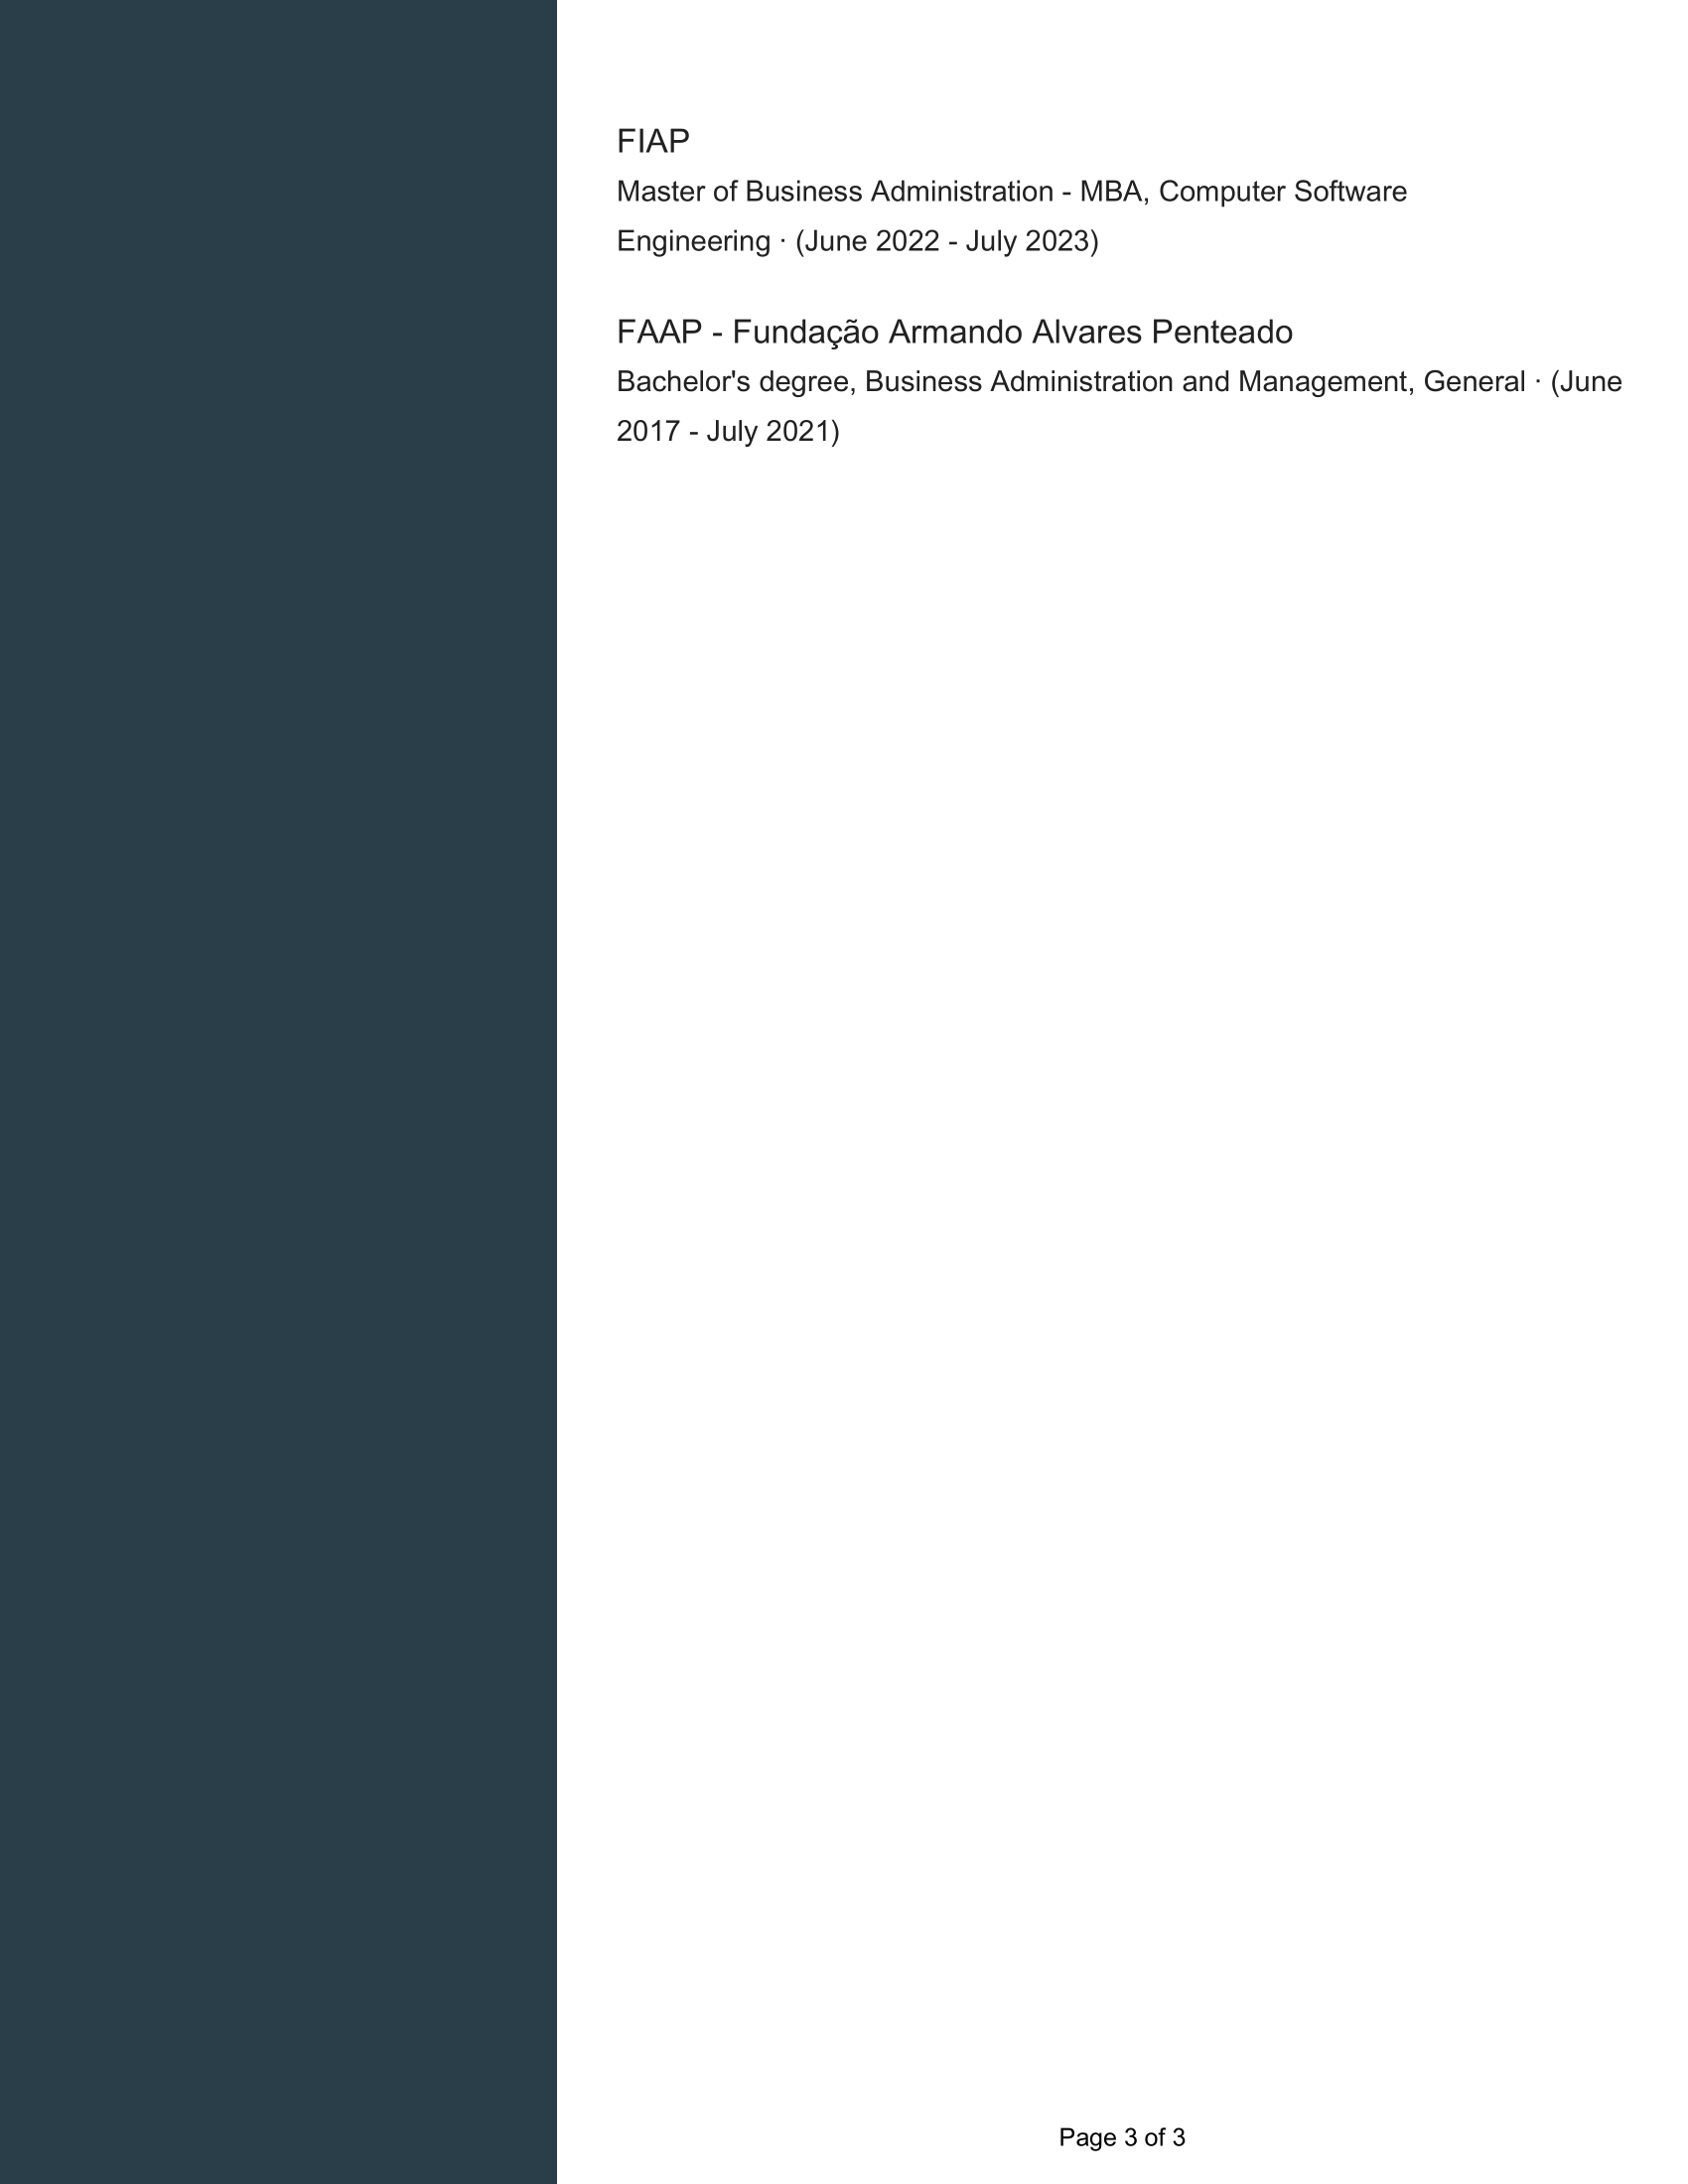 FIAP
Master of Business Administration - MBA, Computer Software
Engineering · (June 2022 - July 2023)
FAAP - Fundação Armando Alvares Penteado
Bachelor's degree, Business Administration and Management, General · (June
2017 - July 2021)
Page 3 of 3